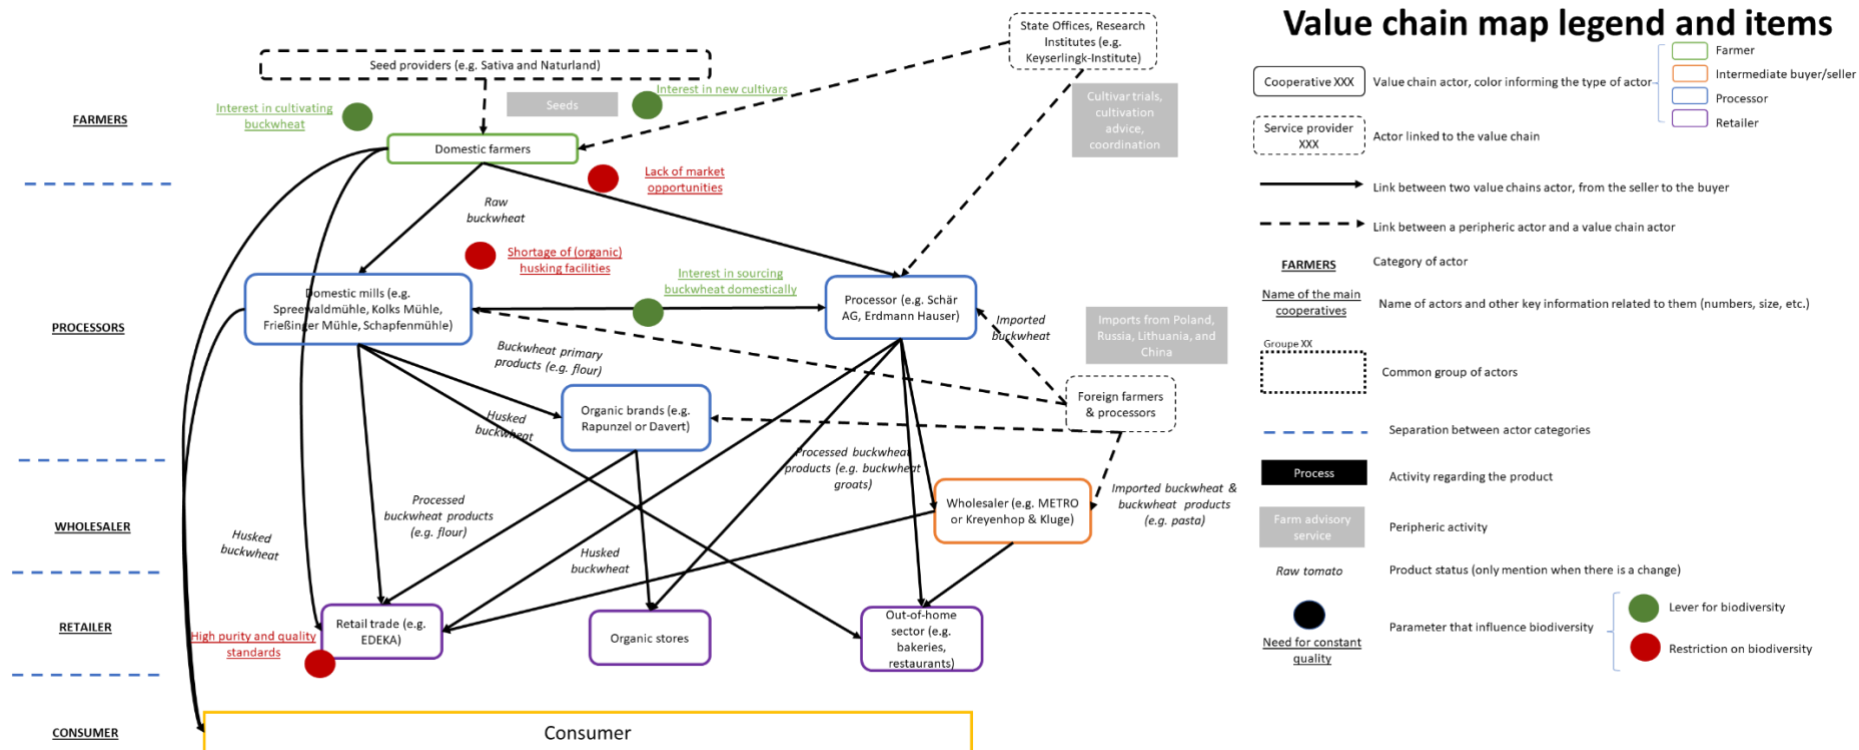 Value chain map legend and items
State Offices, Research
Institutes (e.g.
Keyserlingk-Institute)
Seed providers (e.g. Sativa and Naturland)
Interest in cultivating
buckwheat
Seeds
Interest in new cultivars
Cultivar trials,
cultivation
advice,
coordination
FARMERS
Domestic farmers
Lack of market
opportunities
Raw
buckwheat
Shortage of (organic)
husking facilities
Interest in sourcing
buckwheat domestically
PROCESSORS
Domestic mills (e.g.
Spreewaldmühle, Kolks Mühle,
Frießinger Mühle, Schapfenmühle)
Processor (e.g. Schär
AG, Erdmann Hauser)
Imported
buckwheat
Imports from Poland,
Russia, Lithuania, and
China
Buckwheat primary
products (e.g. flour)
Foreign farmers
& processors
Organic brands (e.g.
Rapunzel or Davert)
Husked
buckwheat
Processed buckwheat
products (e.g. buckwheat
groats)
WHOLESALER
Processed
buckwheat products
(e.g. flour)
Wholesaler (e.g. METRO
or Kreyenhop & Kluge)
Imported buckwheat &
buckwheat products
(e.g. pasta)
Husked
buckwheat
Husked
buckwheat
RETAILER
High purity and quality
standards
Retail trade (e.g.
EDEKA)
Organic stores
Out-of-home
sector (e.g.
bakeries,
restaurants)
CONSUMER
Consumer
Cooperative XXX
Value chain actor, color informing the type of actor
Farmer
Intermediate buyer/seller
Processor
Retailer
Service provider
XXX
Actor linked to the value chain
Link between two value chains actor, from the seller to the buyer
Link between a peripheric actor and a value chain actor
FARMERS
Category of actor
Name of the main
cooperatives
Name of actors and other key information related to them (numbers, size, etc.)
Groupe XX
Common group of actors
Separation between actor categories
Process
Activity regarding the product
Farm advisory
service
Peripheric activity
Raw tomato
Product status (only mention when there is a change)
Need for constant
quality
Parameter that influence biodiversity
Lever for biodiversity
Restriction on biodiversity